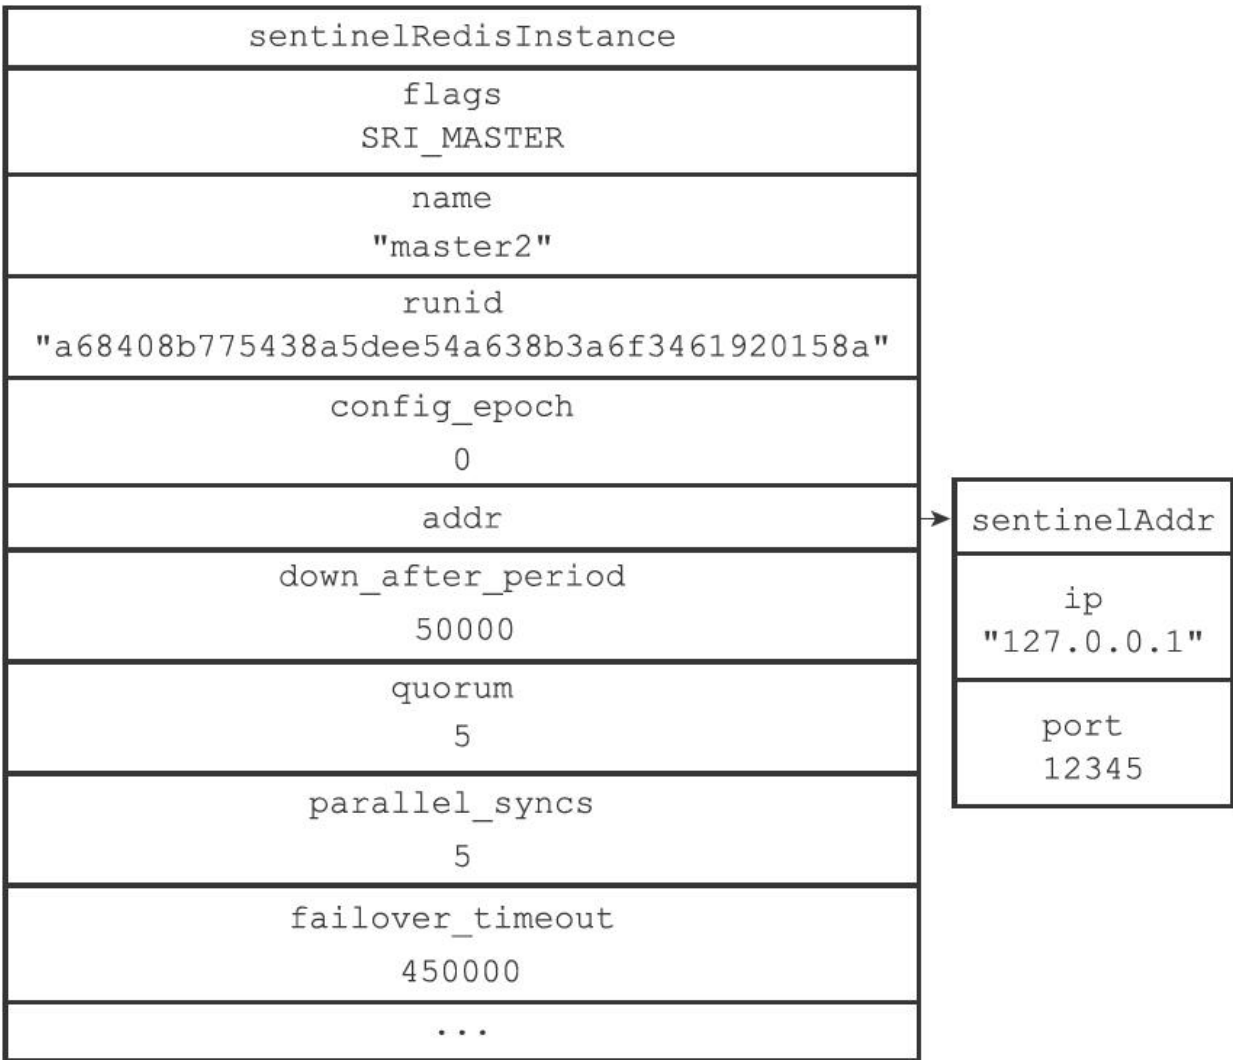 sentinelRedisInstance
flags
SRI_MASTER
name
"master2"
runid
"a68408b775438a5dee54a638b3a6f3461920158a"
config_epoch
0
addr
down_after_period
50000
quorum
5
parallel_syncs
5
failover_timeout
450000
...
sentinelAddr
ip
"127.0.0.1"
port
12345